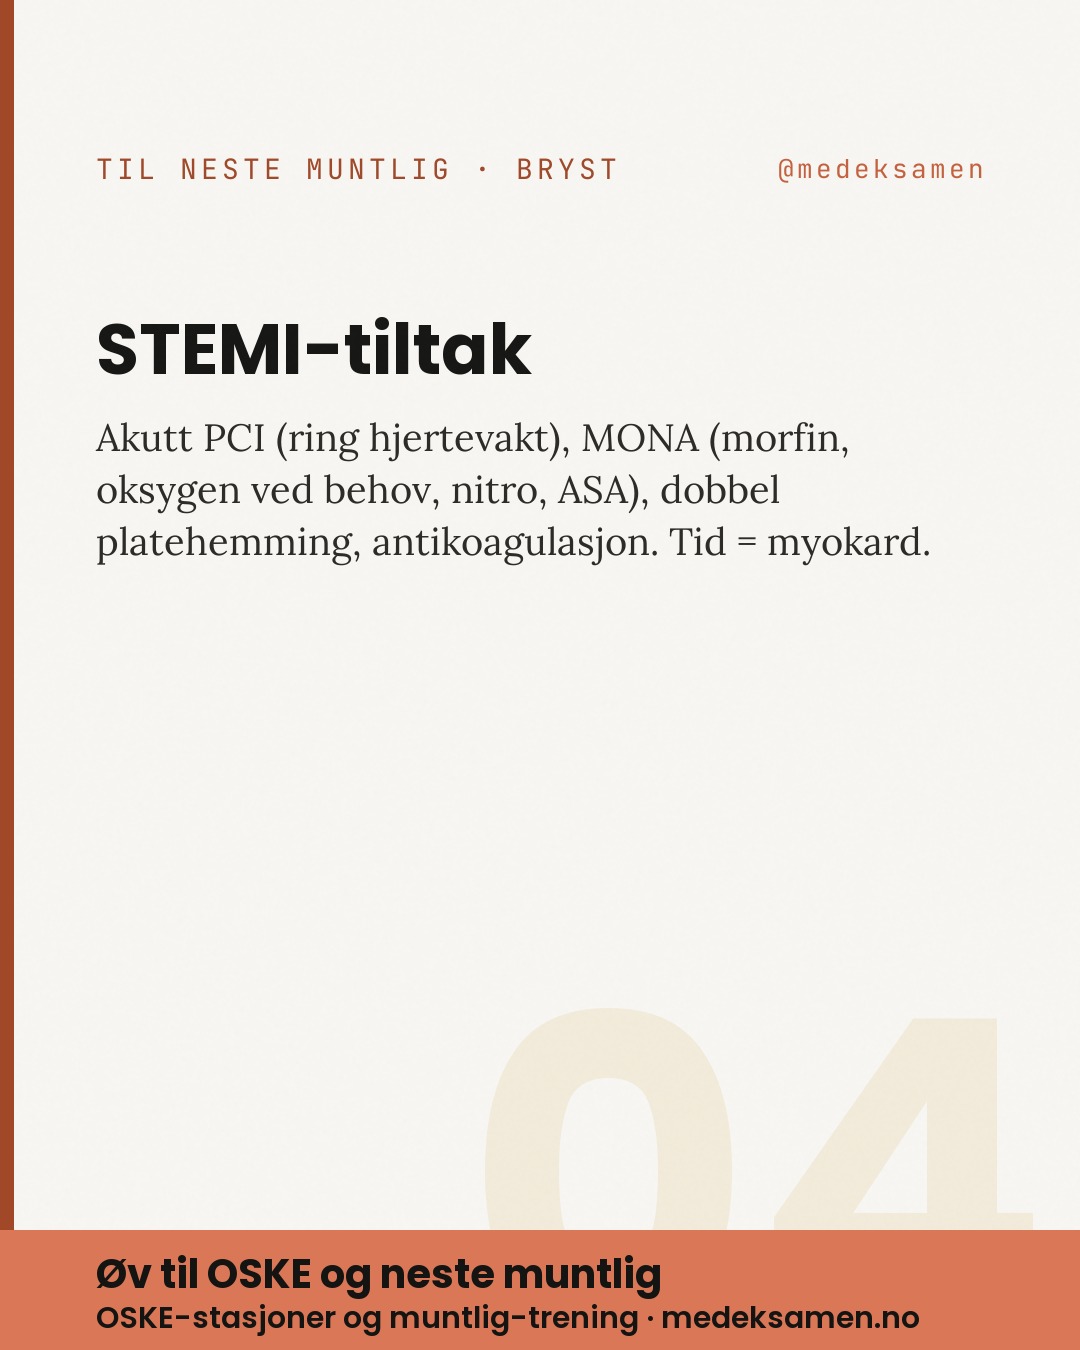 TIL NESTE MUNTLIG · BRYST
@medeksamen
STEMI-tiltak
Akutt PCI (ring hjertevakt), MONA (morfin,
oksygen ved behov, nitro, ASA), dobbel
platehemming, antikoagulasjon. Tid = myokard.
04
Øv til OSKE og neste muntlig
OSKE-stasjoner og muntlig-trening · medeksamen.no